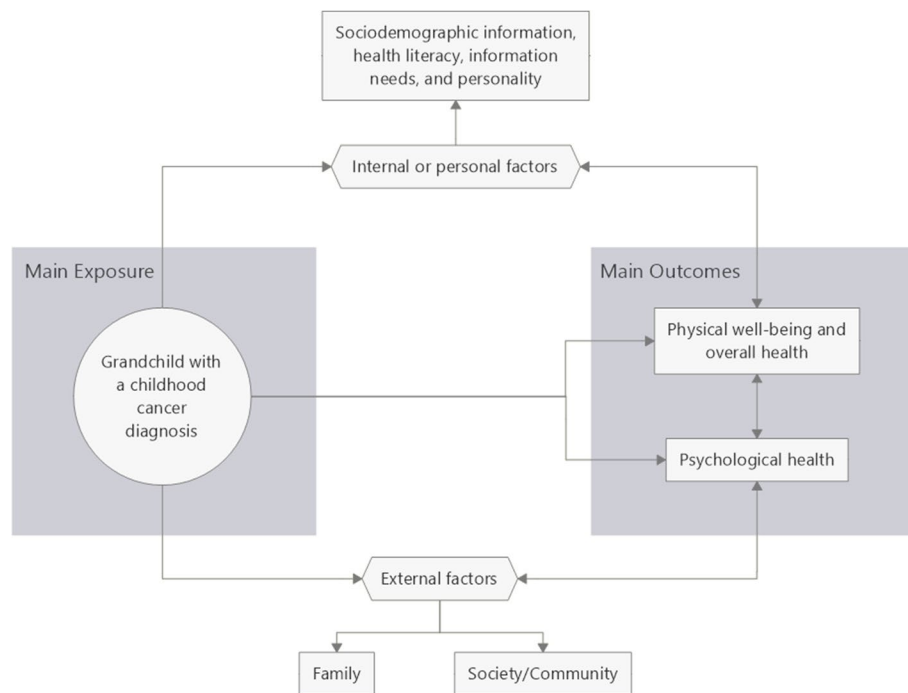 Sociodemographic information,
health literacy, information
needs, and personality
Internal or personal factors
Main Exposure
Grandchild with
a childhood
cancer
diagnosis
Main Outcomes
Physical well-being and
overall health
Psychological health
External factors
Family
Society/Community